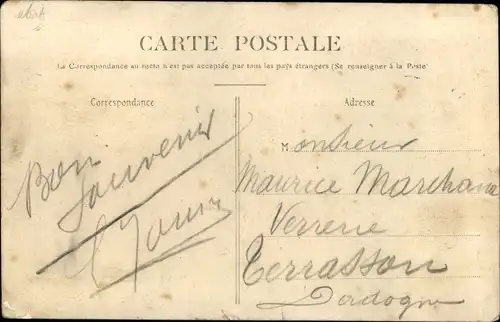 CARTE POSTALE
La Correspondance au recto n'est pas acceptée par tous les pays étrangers (Se renseigner à la Poste)
Correspondance
Adresse
Bon
souvenir
Monsieur
Maurice Marchand
Verrerie
Terrasson
Dordogne